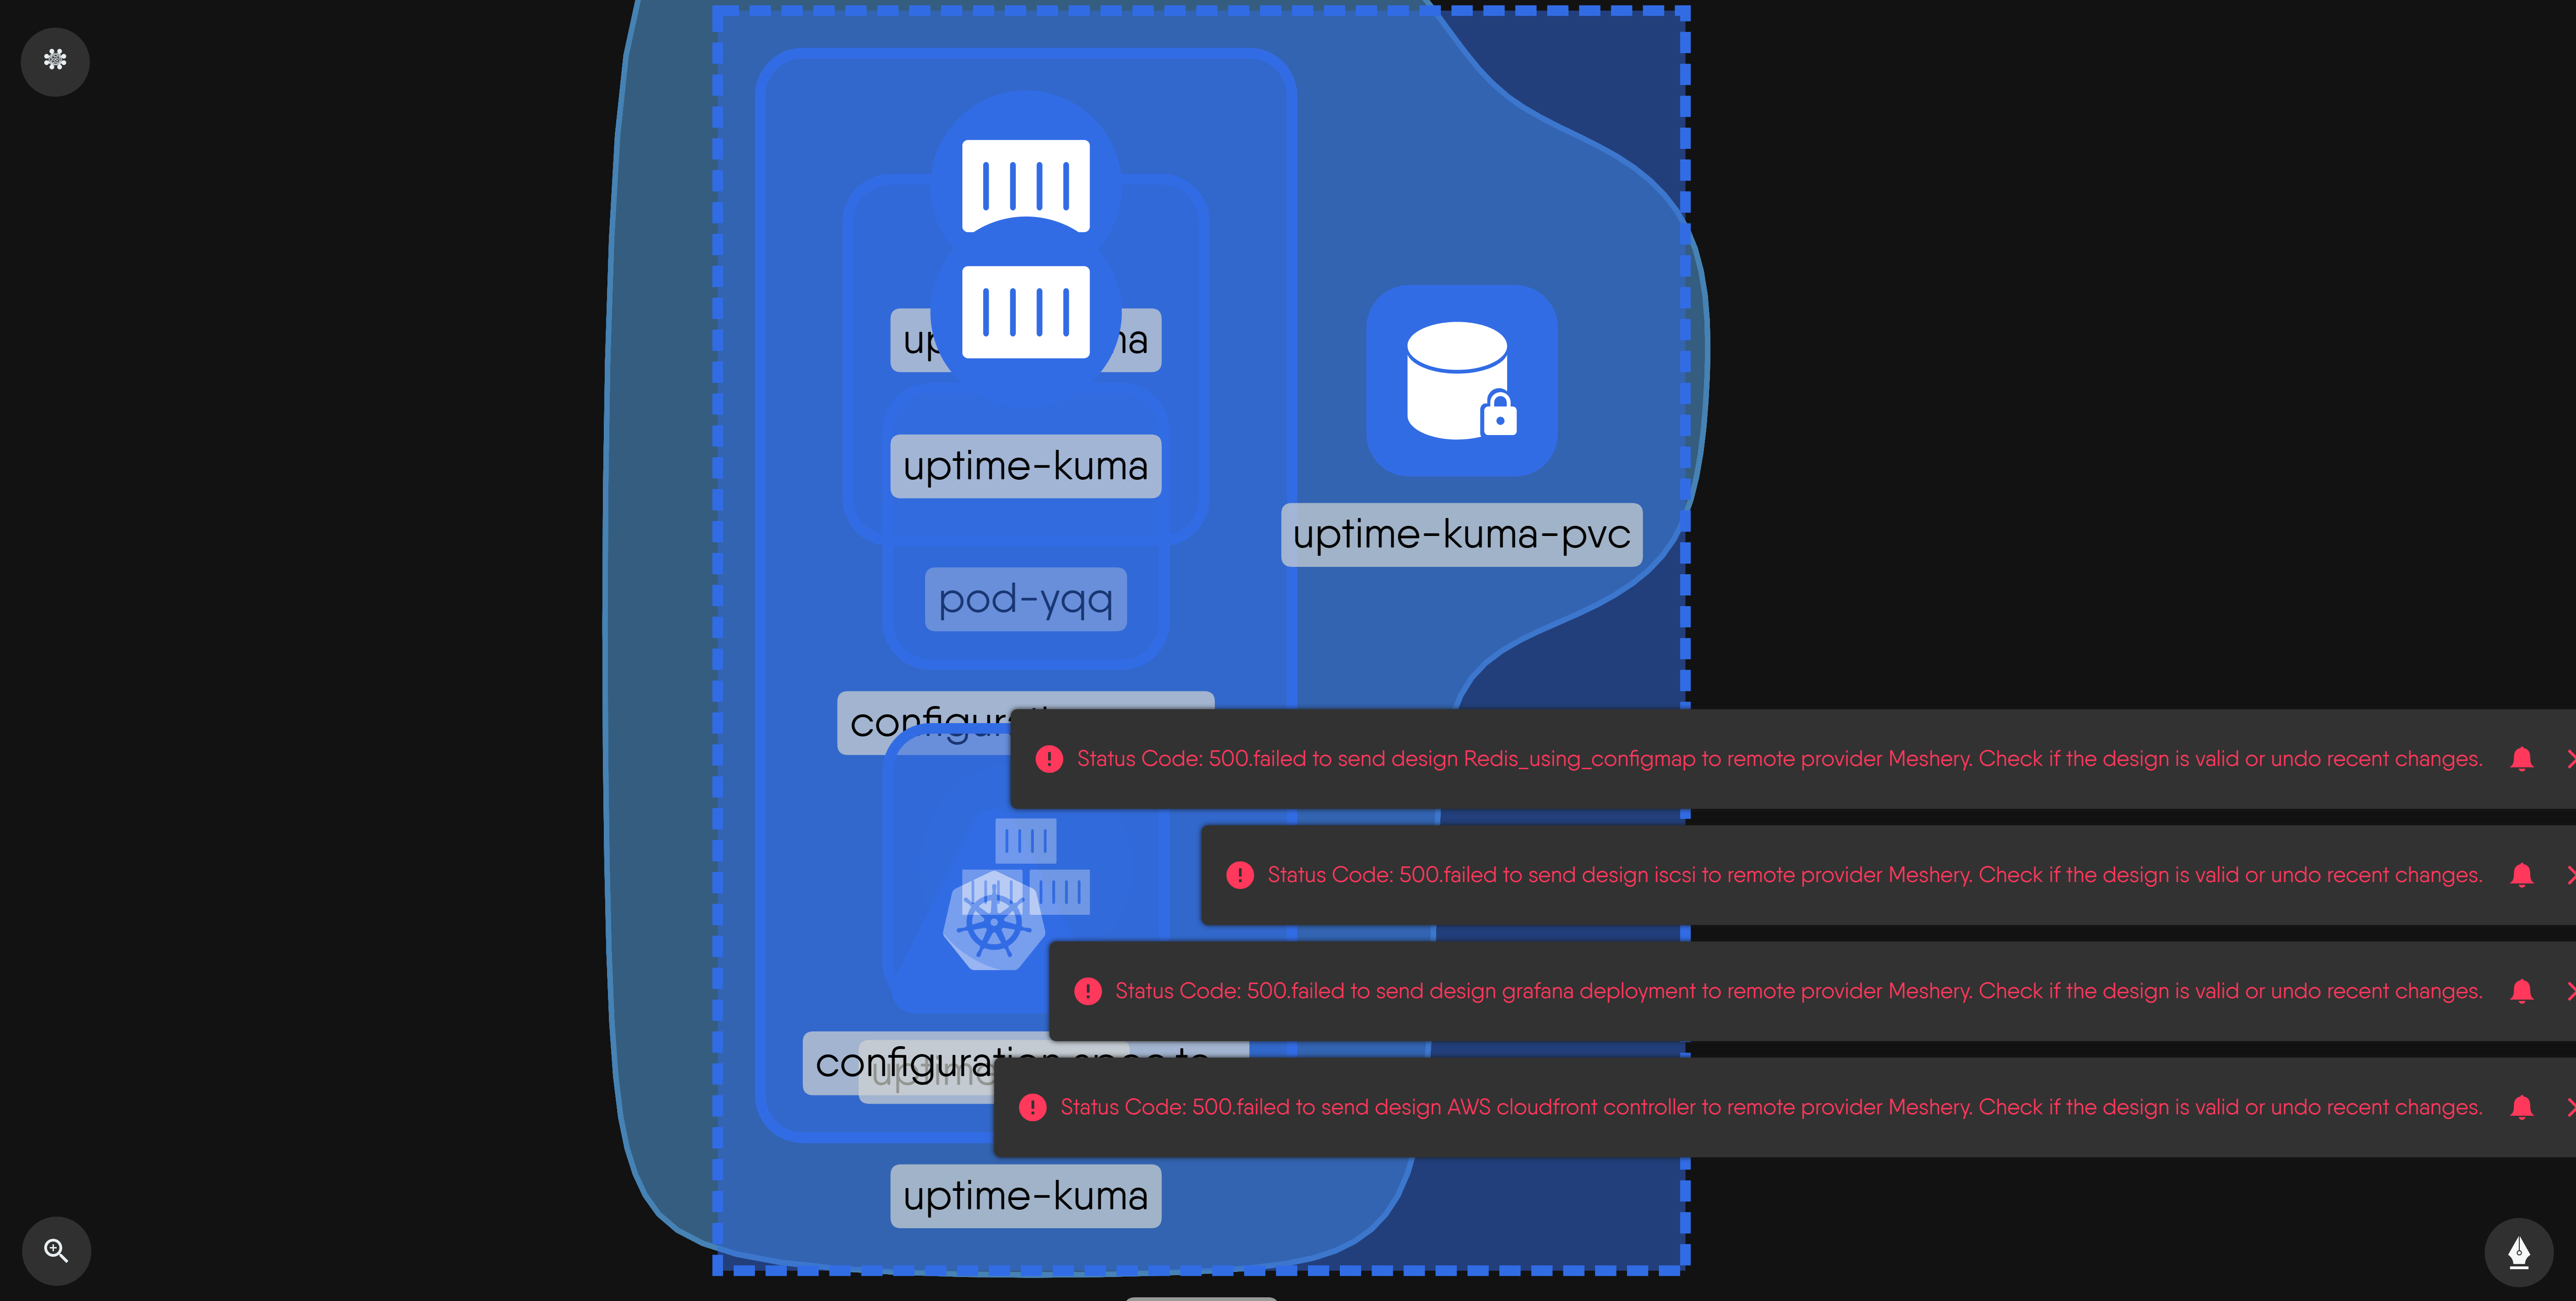 uptime-kuma
uptime-kuma-pvc
pod-yqq
Status Code: 500.failed to send design Redis_using_configmap to remote provider Meshery. Check if the design is valid or undo recent changes.
Status Code: 500.failed to send design iscsi to remote provider Meshery. Check if the design is valid or undo recent changes.
Status Code: 500.failed to send design grafana deployment to remote provider Meshery. Check if the design is valid or undo recent changes.
configuration spec te
Status Code: 500.failed to send design AWS cloudfront controller to remote provider Meshery. Check if the design is valid or undo recent changes.
uptime-kuma